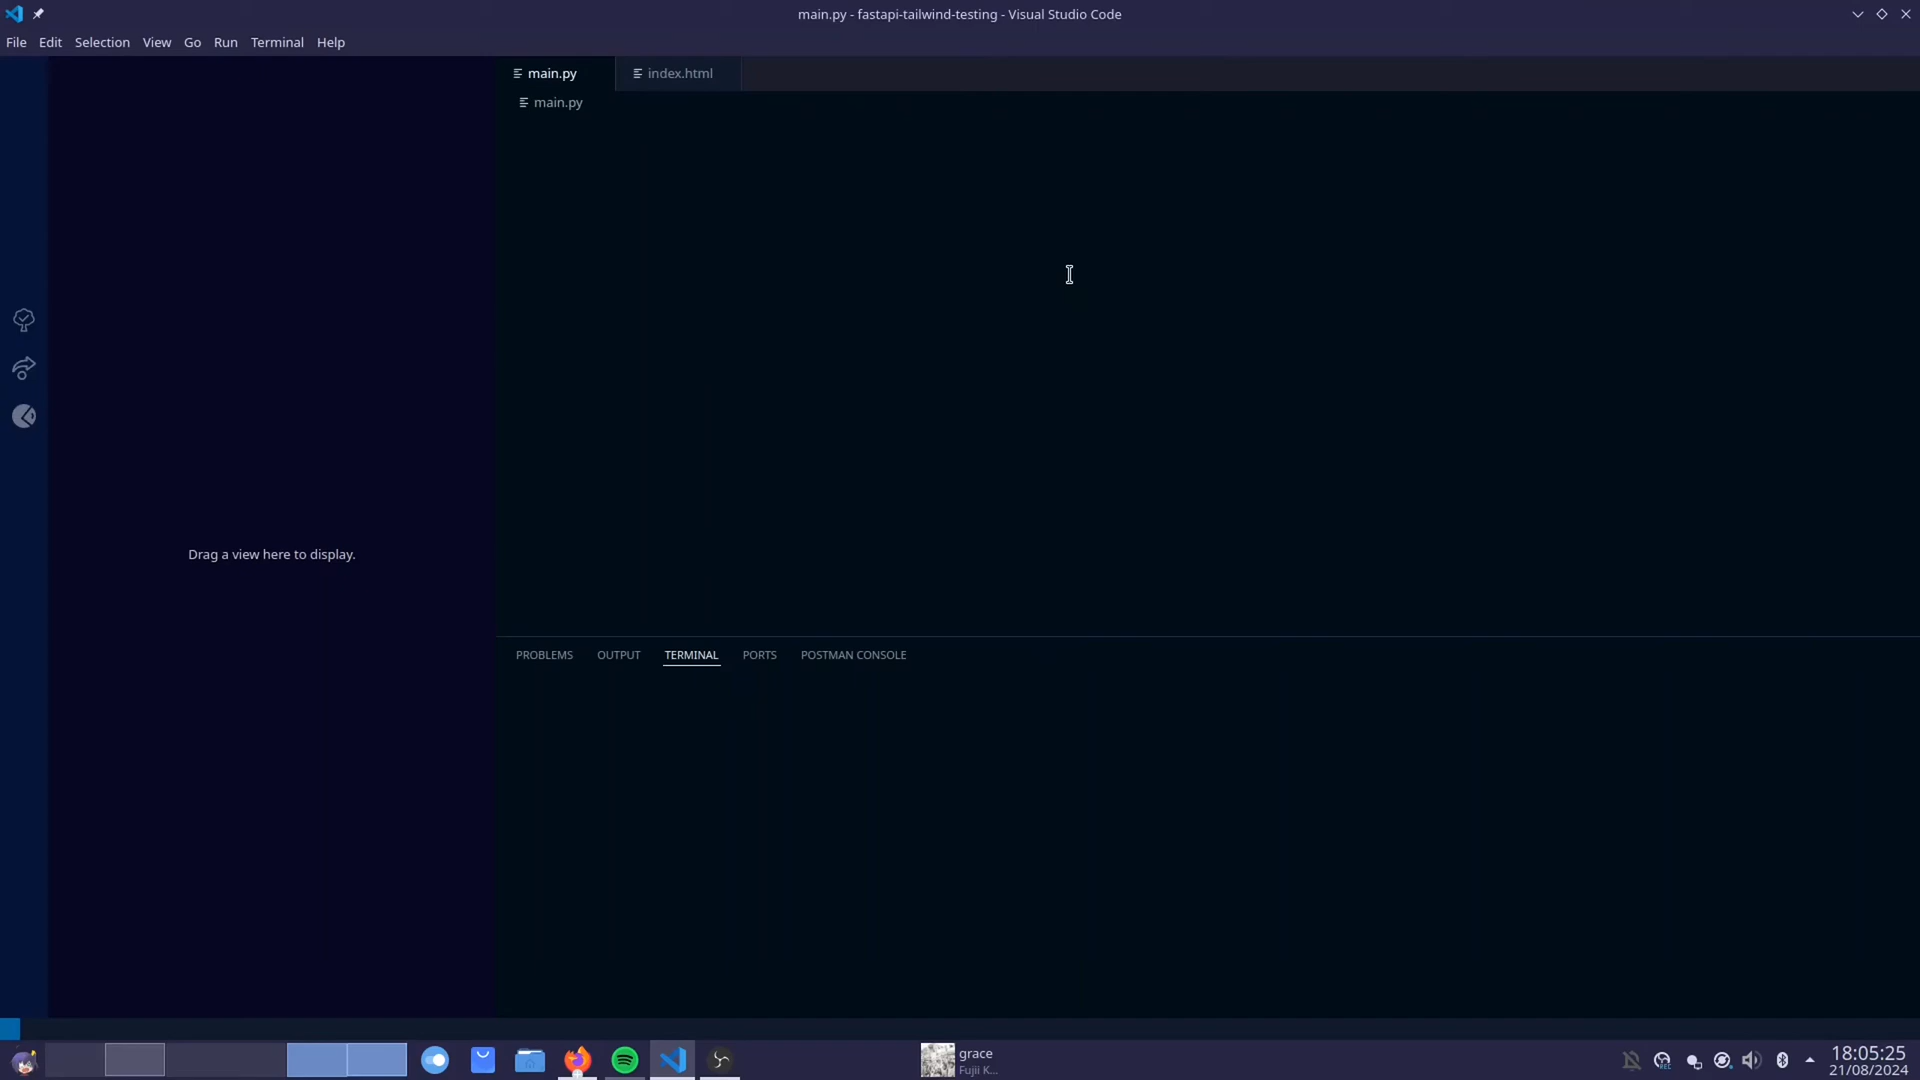 main.py - fastapi-tailwind-testing - Visual Studio Code
File Edit Selection View Go Run Terminal Help
main.py index.html
main.py
Drag a view here to display.
PROBLEMS OUTPUT TERMINAL PORTS POSTMAN CONSOLE
grace
Fujii K...
18:05:25
21/08/2024